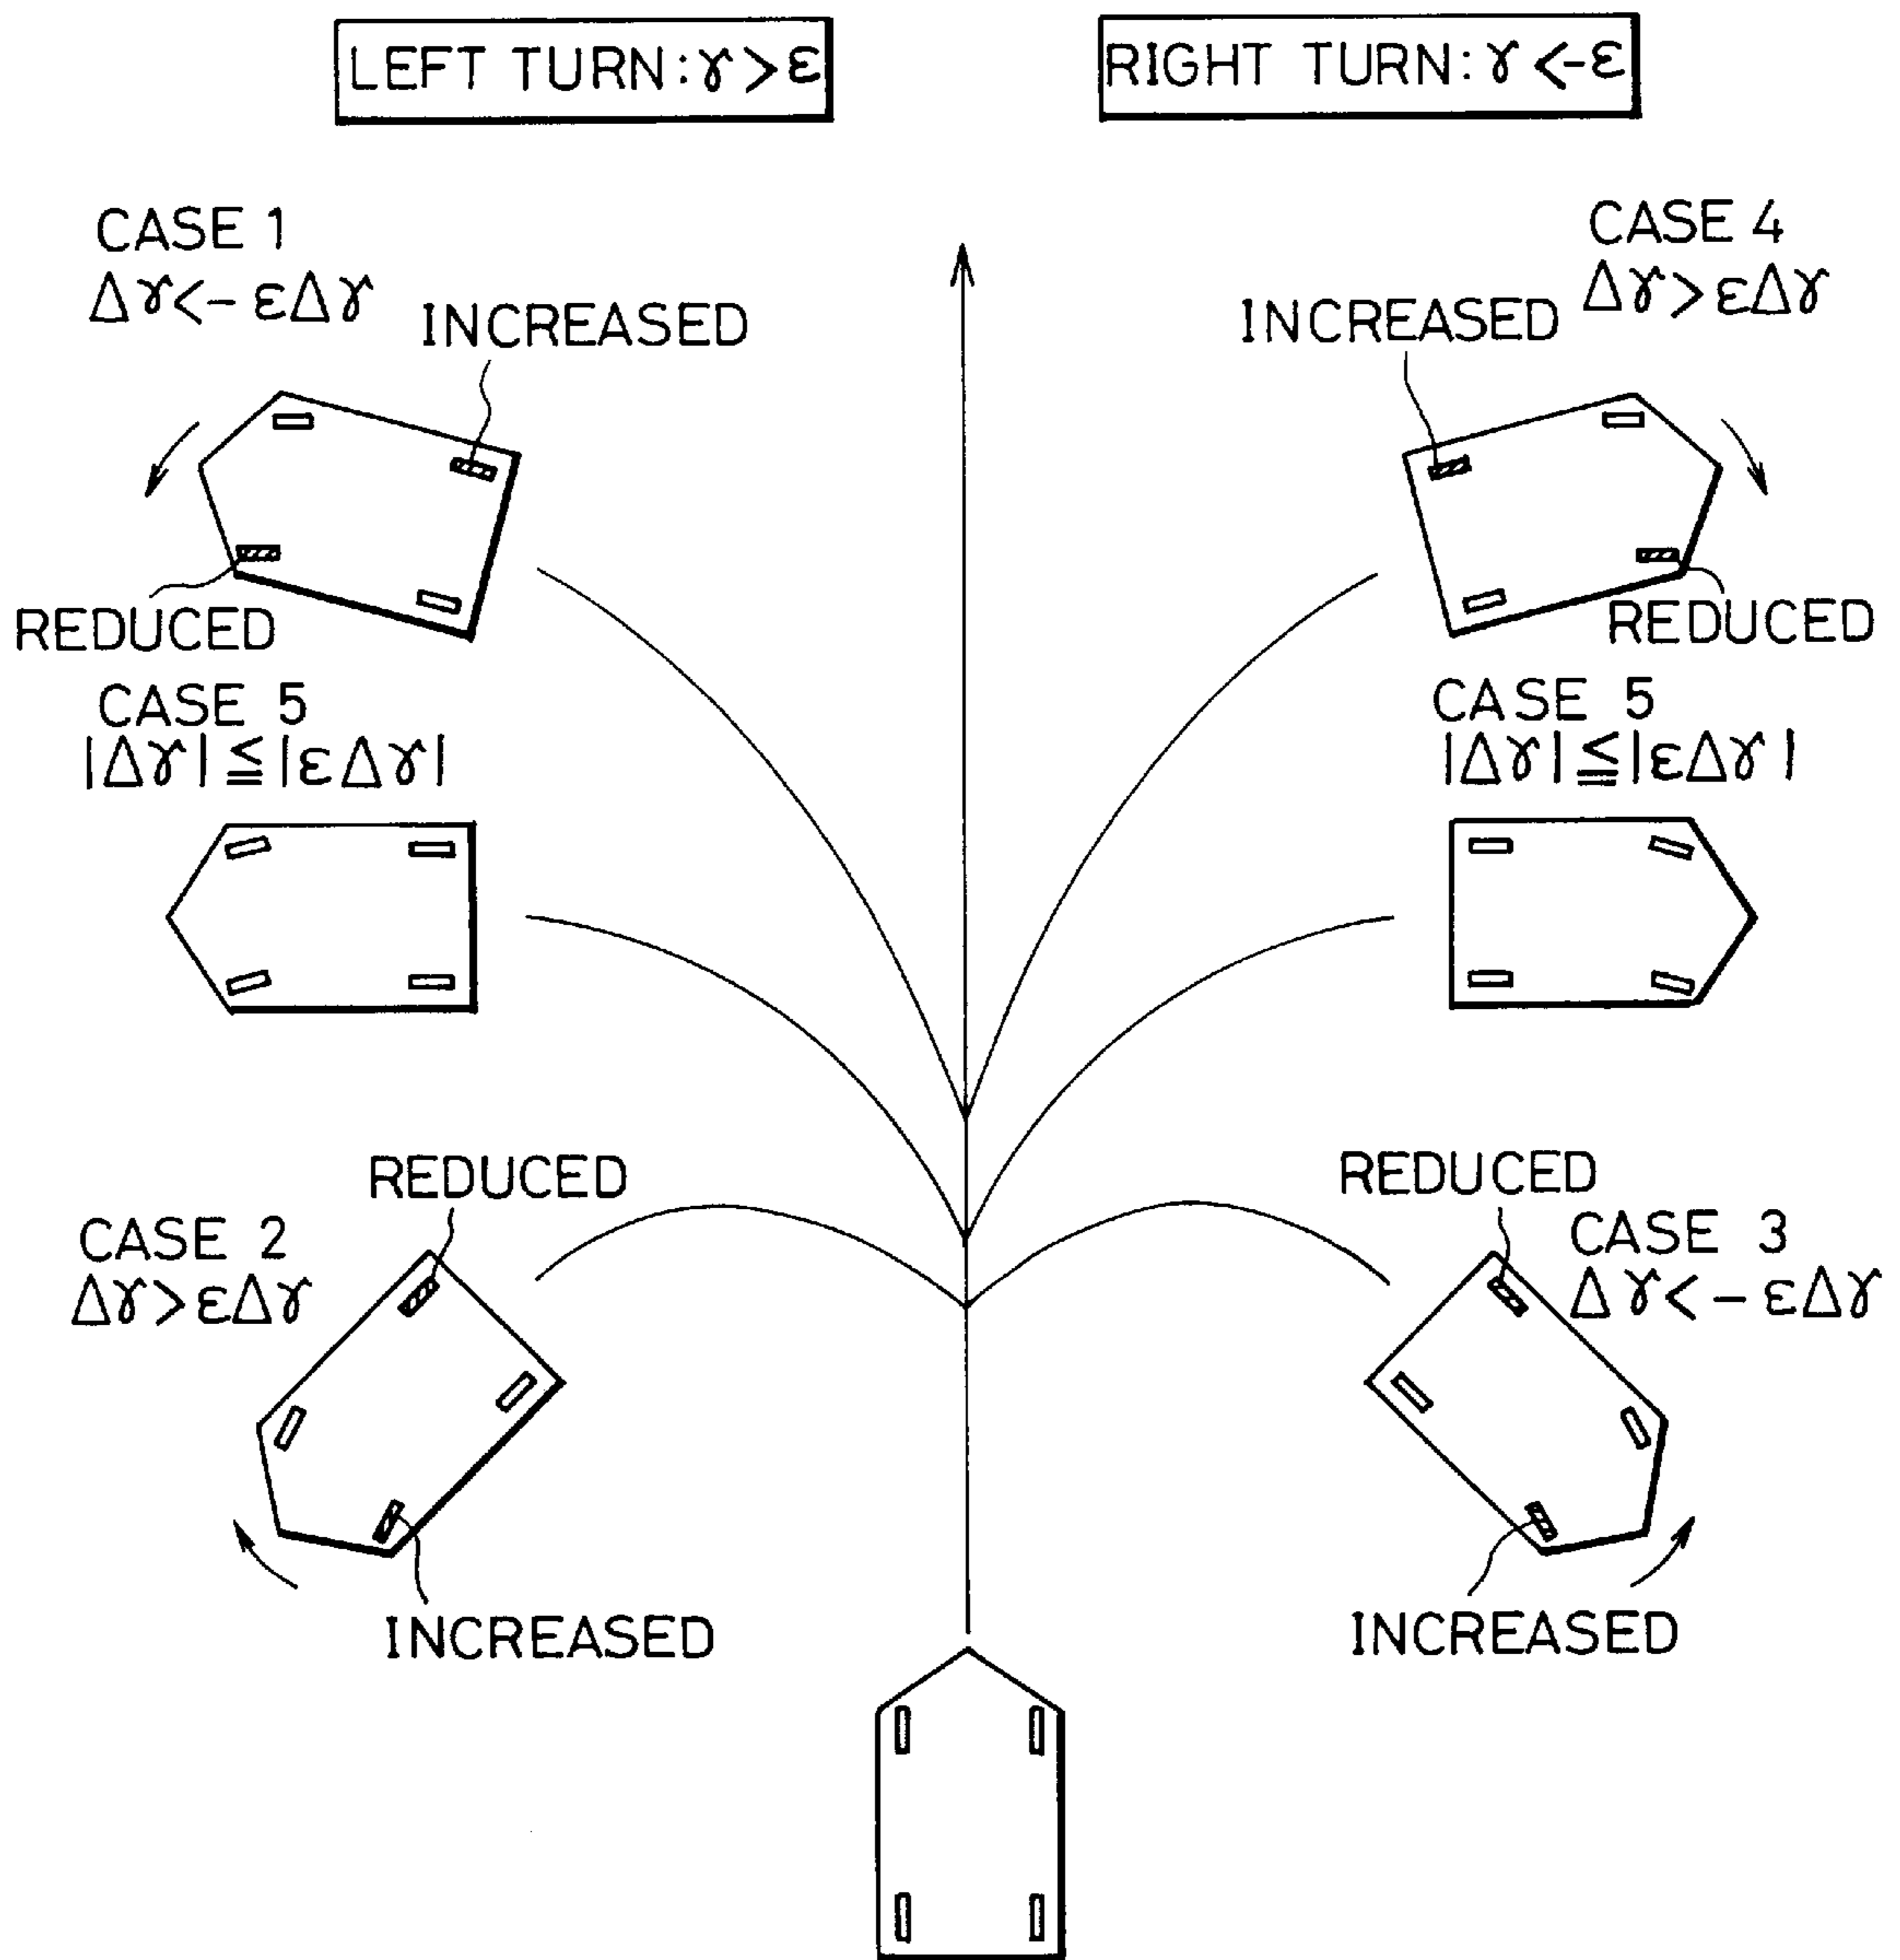 LEFT TURN: γ > ε
RIGHT TURN: γ < -ε
CASE 1
Δγ < - εΔγ
INCREASED
REDUCED
CASE 4
Δγ > εΔγ
INCREASED
REDUCED
CASE 5
|Δγ| ≦ |εΔγ|
CASE 5
|Δγ| ≦ |εΔγ|
REDUCED
CASE 2
Δγ > εΔγ
INCREASED
REDUCED
CASE 3
Δγ < - εΔγ
INCREASED